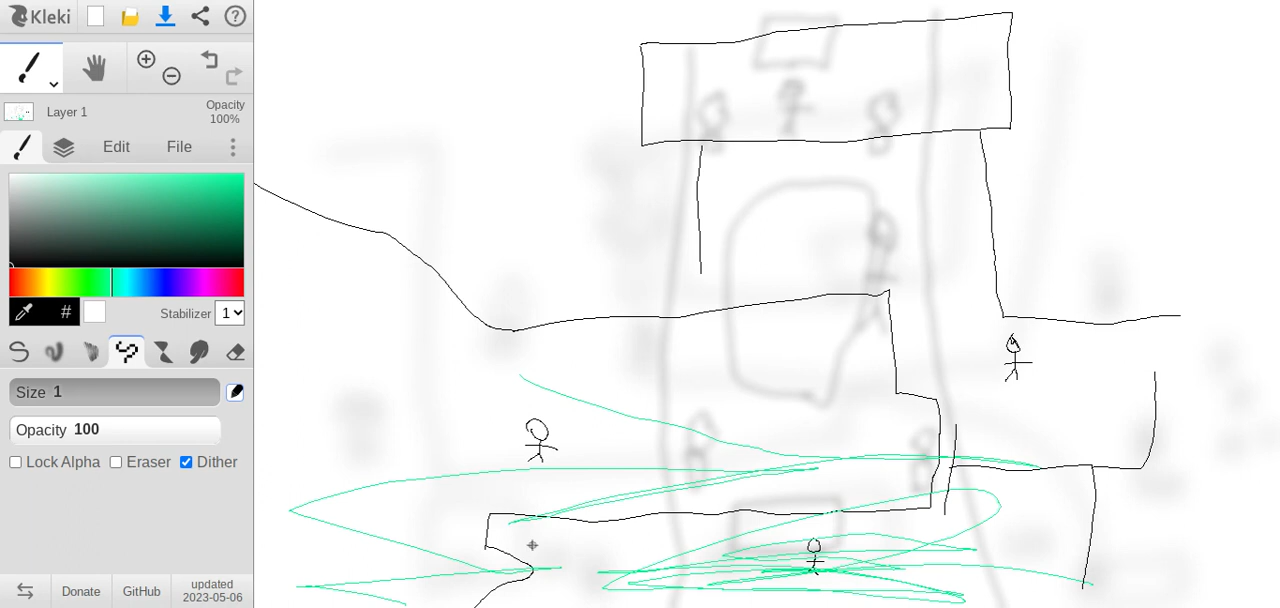 Kleki
Layer 1
Opacity
100%
Edit
File
#
Stabilizer 1
Size 1
Opacity 100
Lock Alpha
Eraser
Dither
Donate
GitHub
updated
2023-05-06